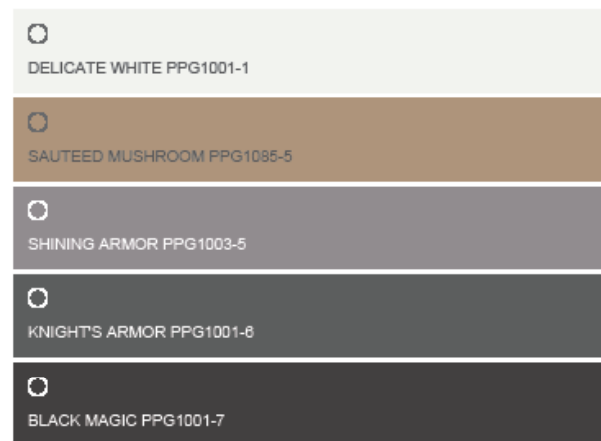 DELICATE WHITE PPG1001-1
SAUTEED MUSHROOM PPG1085-5
SHINING ARMOR PPG1003-5
KNIGHT'S ARMOR PPG1001-6
BLACK MAGIC PPG1001-7